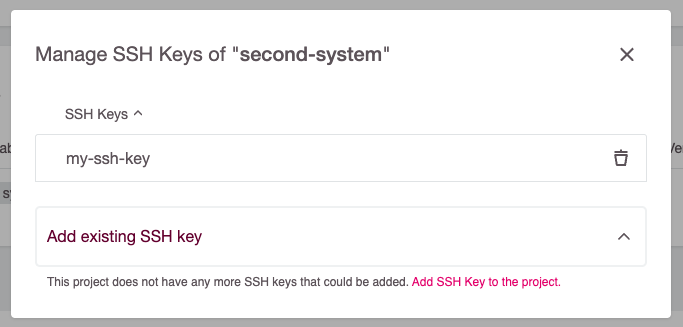 Manage SSH Keys of "second-system"
SSH Keys
my-ssh-key
Add existing SSH key
This project does not have any more SSH keys that could be added. Add SSH Key to the project.